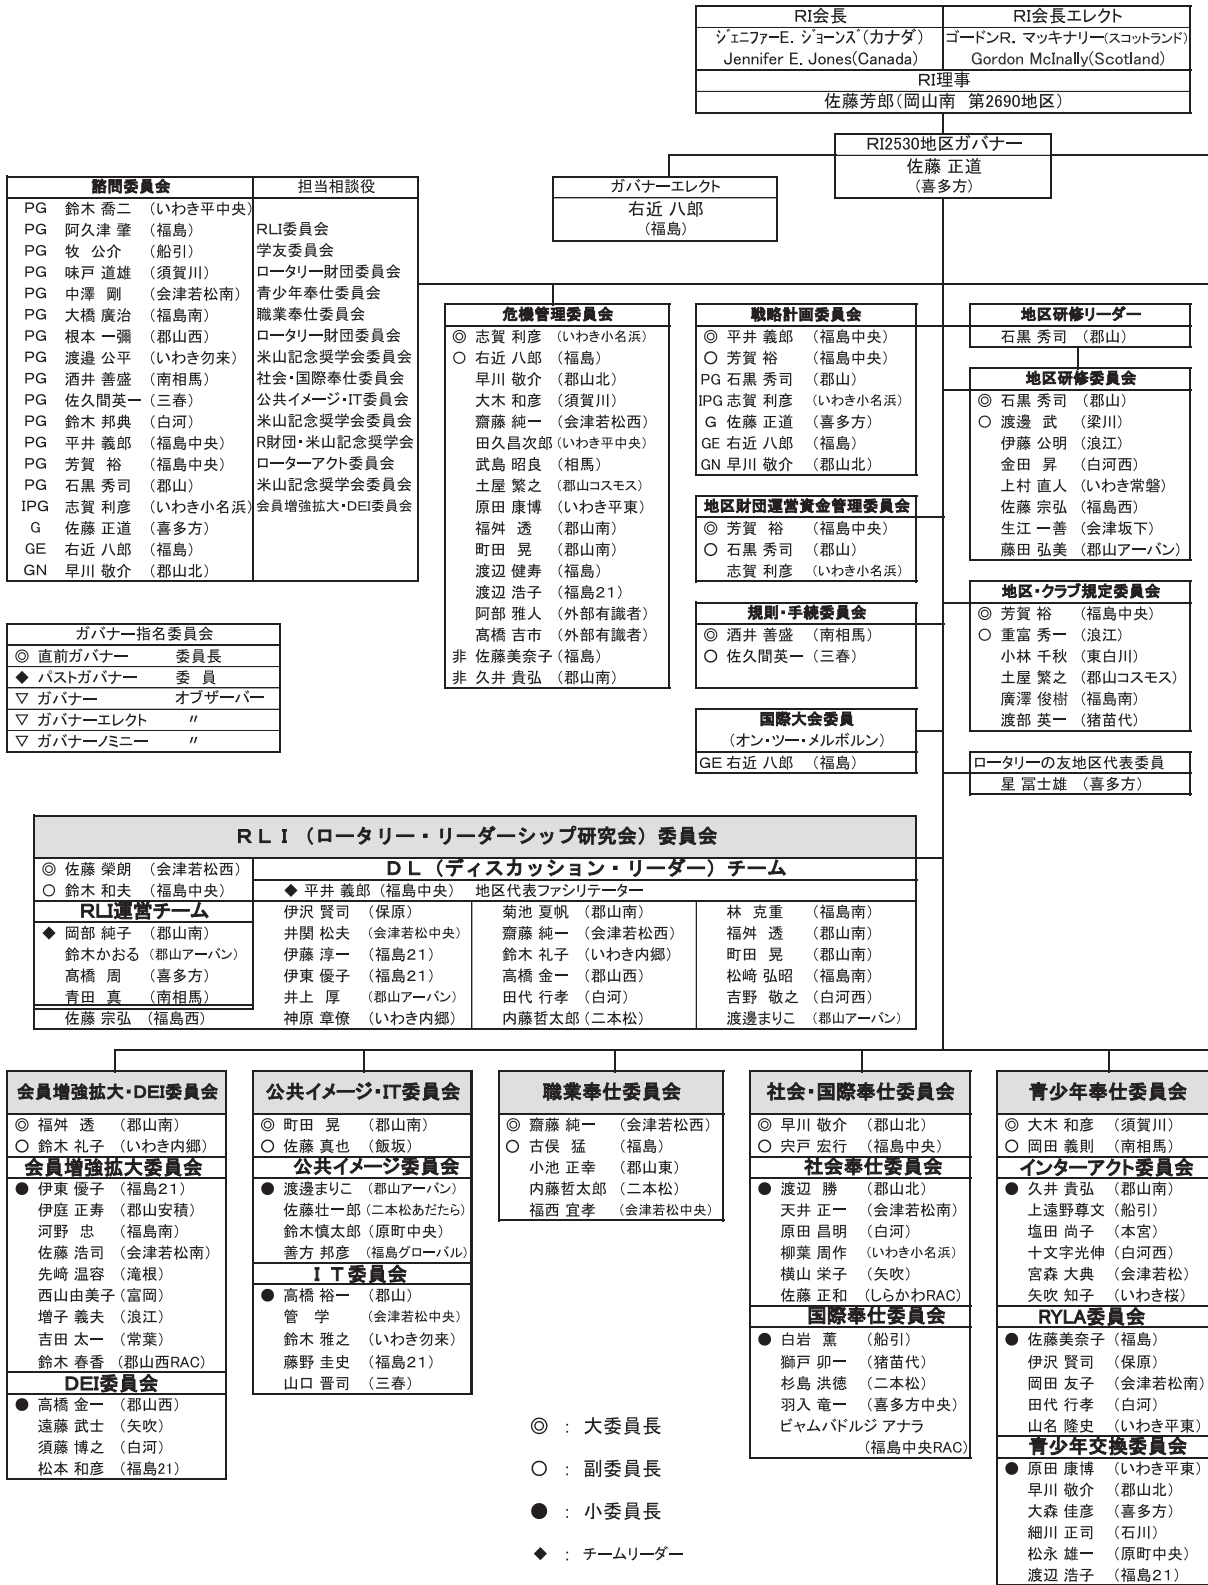 RI会長　RI会長エレクト
ジェニファーE. ジョーンズ(カナダ)　ゴードンR. マッキナリー(スコットランド)
Jennifer E. Jones(Canada)　Gordon McInally(Scotland)
RI理事
佐藤芳郎(岡山南　第2690地区)
RI2530地区ガバナー
佐藤 正道
(喜多方)
ガバナーエレクト
右近 八郎
(福島)
諮問委員会　担当相談役
PG　鈴木 喬二　(いわき平中央)
PG　阿久津 肇　(福島)　RLI委員会
PG　牧 公介　(船引)　学友委員会
PG　味戸 道雄　(須賀川)　ロータリー財団委員会
PG　中澤 剛　(会津若松南)　青少年奉仕委員会
PG　大橋 廣治　(福島南)　職業奉仕委員会
PG　根本 一彌　(郡山西)　ロータリー財団委員会
PG　渡邉 公平　(いわき勿来)　米山記念奨学会委員会
PG　酒井 善盛　(南相馬)　社会・国際奉仕委員会
PG　佐久間英一　(三春)　公共イメージ・IT委員会
PG　鈴木 邦典　(白河)　米山記念奨学会委員会
PG　平井 義郎　(福島中央)　R財団・米山記念奨学会
PG　芳賀 裕　(福島中央)　ローターアクト委員会
PG　石黒 秀司　(郡山)　米山記念奨学会委員会
IPG　志賀 利彦　(いわき小名浜)　会員増強拡大・DEI委員会
G　佐藤 正道　(喜多方)
GE　右近 八郎　(福島)
GN　早川 敬介　(郡山北)
ガバナー指名委員会
◎ 直前ガバナー　委員長
◆ パストガバナー　委 員
▽ ガバナー　オブザーバー
▽ ガバナーエレクト　〃
▽ ガバナーノミニー　〃
危機管理委員会
◎ 志賀 利彦　(いわき小名浜)
○ 右近 八郎　(福島)
早川 敬介　(郡山北)
大木 和彦　(須賀川)
齋藤 純一　(会津若松西)
田久昌次郎　(いわき平中央)
武島 昭良　(相馬)
土屋 繁之　(郡山コスモス)
原田 康博　(いわき平東)
福舛 透　(郡山南)
町田 晃　(郡山南)
渡辺 健寿　(福島)
渡辺 浩子　(福島21)
阿部 雅人　(外部有識者)
髙橋 吉市　(外部有識者)
非 佐藤美奈子　(福島)
非 久井 貴弘　(郡山南)
戦略計画委員会
◎ 平井 義郎　(福島中央)
○ 芳賀 裕　(福島中央)
PG 石黒 秀司　(郡山)
IPG 志賀 利彦　(いわき小名浜)
G 佐藤 正道　(喜多方)
GE 右近 八郎　(福島)
GN 早川 敬介　(郡山北)
地区財団運営資金管理委員会
◎ 芳賀 裕　(福島中央)
○ 石黒 秀司　(郡山)
志賀 利彦　(いわき小名浜)
規則・手続委員会
◎ 酒井 善盛　(南相馬)
○ 佐久間英一　(三春)
国際大会委員
(オン・ツー・メルボルン)
GE 右近 八郎　(福島)
地区研修リーダー
石黒 秀司　(郡山)
地区研修委員会
◎ 石黒 秀司　(郡山)
○ 渡邊 武　(梁川)
伊藤 公明　(浪江)
金田 昇　(白河西)
上村 直人　(いわき常磐)
佐藤 宗弘　(福島西)
生江 一善　(会津坂下)
藤田 弘美　(郡山アーバン)
地区・クラブ規定委員会
◎ 芳賀 裕　(福島中央)
○ 重富 秀一　(浪江)
小林 千秋　(東白川)
土屋 繁之　(郡山コスモス)
廣澤 俊樹　(福島南)
渡部 英一　(猪苗代)
ロータリーの友地区代表委員
星 冨士雄　(喜多方)
RLI（ロータリー・リーダーシップ研究会）委員会
◎ 佐藤 榮朗　(会津若松西)
○ 鈴木 和夫　(福島中央)
RLI運営チーム
◆ 岡部 純子　(郡山南)
鈴木かおる　(郡山アーバン)
髙橋 周　(喜多方)
青田 真　(南相馬)
佐藤 宗弘　(福島西)
DL（ディスカッション・リーダー）チーム
◆ 平井 義郎 (福島中央)　地区代表ファシリテーター
伊沢 賢司　(保原)　菊池 夏帆　(郡山南)　林 克重　(福島南)
井関 松夫　(会津若松中央)　齋藤 純一　(会津若松西)　福舛 透　(郡山南)
伊藤 淳一　(福島21)　鈴木 礼子　(いわき内郷)　町田 晃　(郡山南)
伊東 優子　(福島21)　高橋 金一　(郡山西)　松﨑 弘昭　(福島南)
井上 厚　(郡山アーバン)　田代 行孝　(白河)　吉野 敬之　(白河西)
神原 章僚　(いわき内郷)　内藤哲太郎　(二本松)　渡邊まりこ　(郡山アーバン)
会員増強拡大・DEI委員会
◎ 福舛 透　(郡山南)
○ 鈴木 礼子　(いわき内郷)
会員増強拡大委員会
● 伊東 優子　(福島21)
伊庭 正寿　(郡山安積)
河野 忠　(福島南)
佐藤 浩司　(会津若松南)
先﨑 温容　(滝根)
西山由美子　(富岡)
増子 義夫　(浪江)
吉田 太一　(常葉)
鈴木 春香　(郡山西RAC)
DEI委員会
● 高橋 金一　(郡山西)
遠藤 武士　(矢吹)
須藤 博之　(白河)
松本 和彦　(福島21)
公共イメージ・IT委員会
◎ 町田 晃　(郡山南)
○ 佐藤 真也　(飯坂)
公共イメージ委員会
● 渡邊まりこ　(郡山アーバン)
佐藤壮一郎　(二本松あだたら)
鈴木慎太郎　(原町中央)
善方 邦彦　(福島グローバル)
IT委員会
● 高橋 裕一　(郡山)
管 学　(会津若松中央)
鈴木 雅之　(いわき勿来)
藤野 圭史　(福島21)
山口 晋司　(三春)
職業奉仕委員会
◎ 齋藤 純一　(会津若松西)
○ 古俣 猛　(福島)
小池 正幸　(郡山東)
内藤哲太郎　(二本松)
福西 宜孝　(会津若松中央)
社会・国際奉仕委員会
◎ 早川 敬介　(郡山北)
○ 宍戸 宏行　(福島中央)
社会奉仕委員会
● 渡辺 勝　(郡山北)
天井 正一　(会津若松南)
原田 昌明　(白河)
柳葉 周作　(いわき小名浜)
横山 栄子　(矢吹)
佐藤 正和　(しらかわRAC)
国際奉仕委員会
● 白岩 薫　(船引)
獅戸 卯一　(猪苗代)
杉島 洪徳　(二本松)
羽入 竜一　(喜多方中央)
ビャムバドルジ アナラ
(福島中央RAC)
青少年奉仕委員会
◎ 大木 和彦　(須賀川)
○ 岡田 義則　(南相馬)
インターアクト委員会
● 久井 貴弘　(郡山南)
上遠野尊文　(船引)
塩田 尚子　(本宮)
十文字光伸　(白河西)
宮森 大典　(会津若松)
矢吹 知子　(いわき桜)
RYLA委員会
● 佐藤美奈子　(福島)
伊沢 賢司　(保原)
岡田 友子　(会津若松南)
田代 行孝　(白河)
山名 隆史　(いわき平東)
青少年交換委員会
● 原田 康博　(いわき平東)
早川 敬介　(郡山北)
大森 佳彦　(喜多方)
細川 正司　(石川)
松永 雄一　(原町中央)
渡辺 浩子　(福島21)
◎ ： 大委員長
○ ： 副委員長
● ： 小委員長
◆ ： チームリーダー